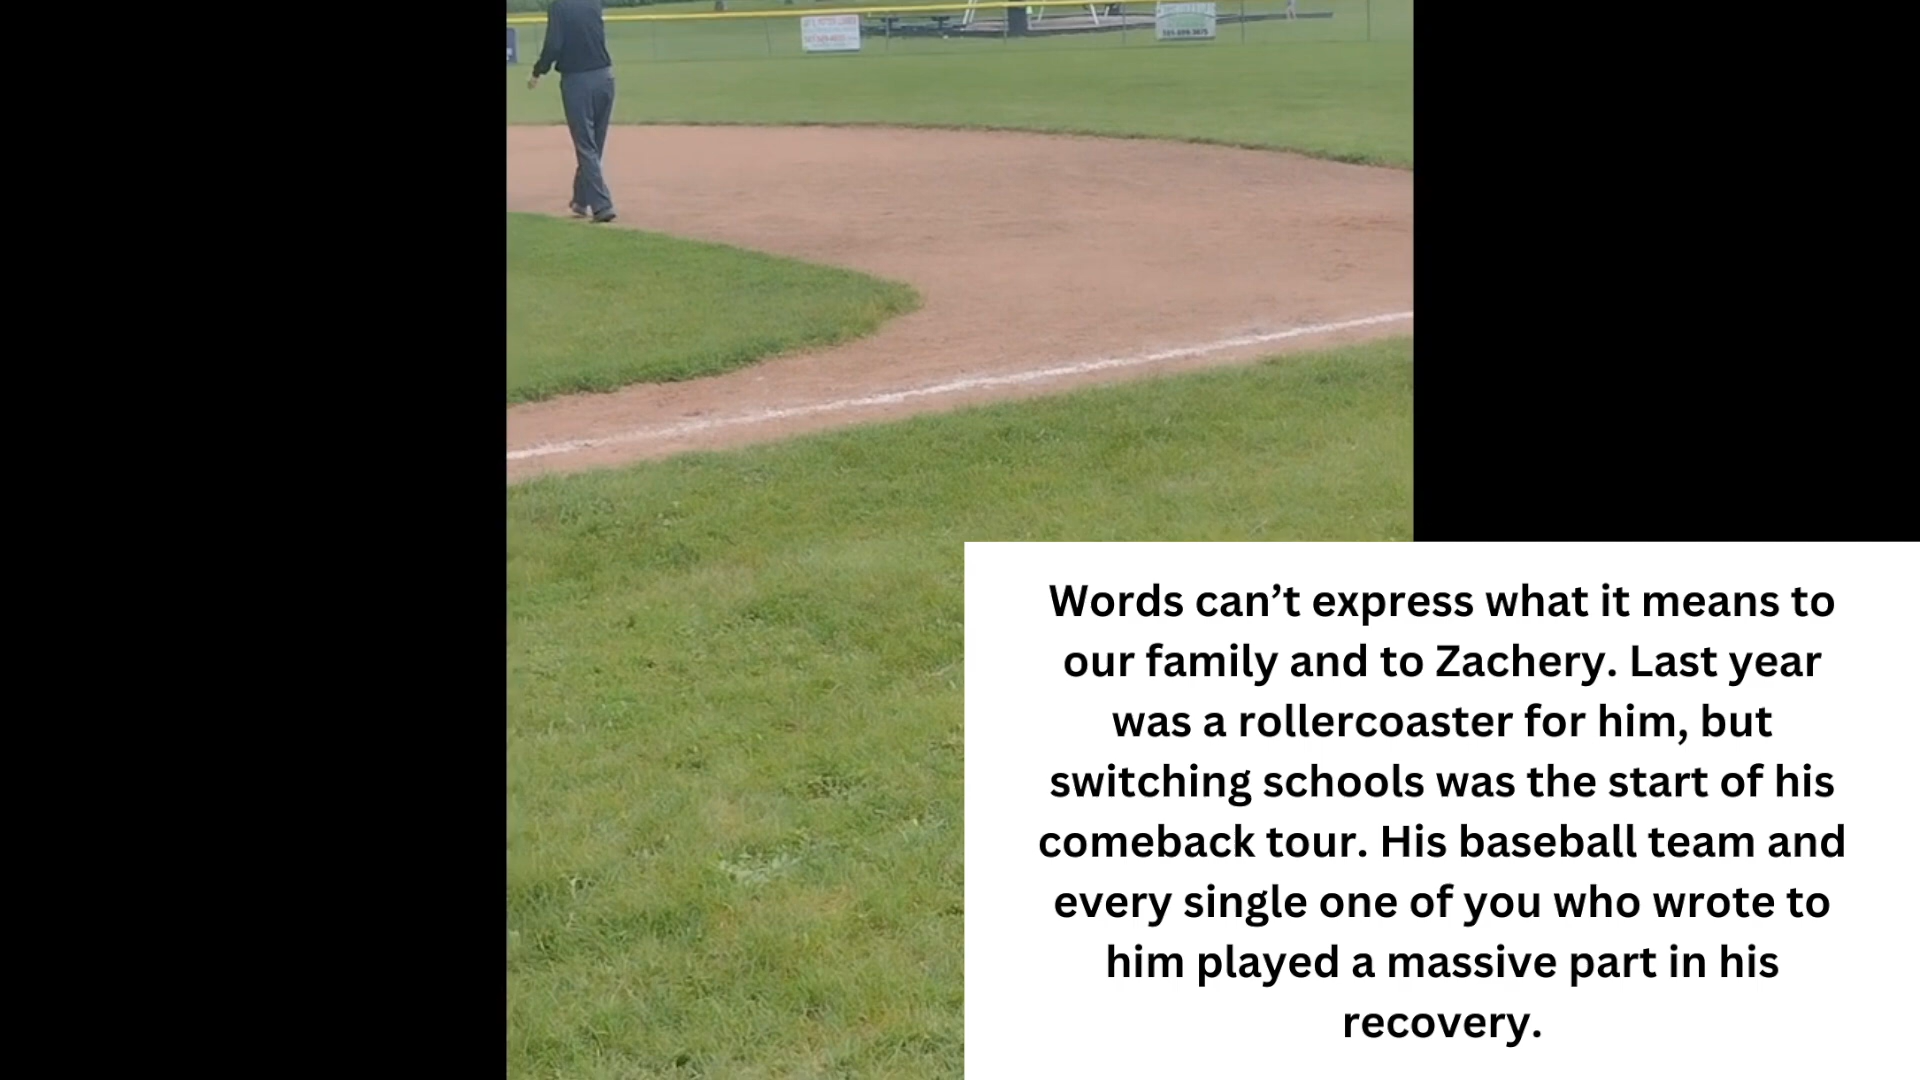 Words can’t express what it means to
our family and to Zachery. Last year
was a rollercoaster for him, but
switching schools was the start of his
comeback tour. His baseball team and
every single one of you who wrote to
him played a massive part in his
recovery.